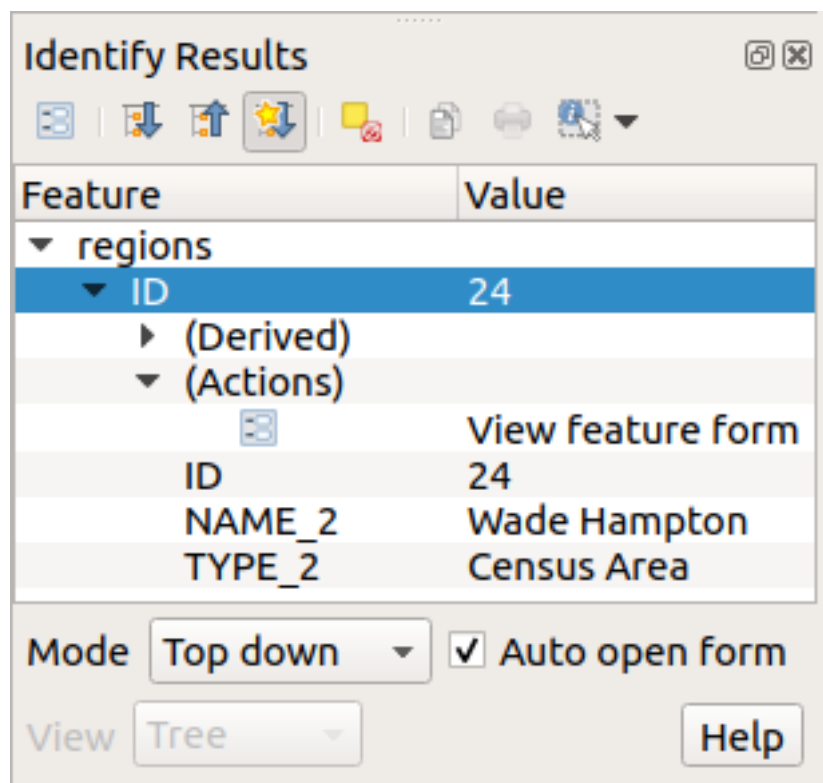 Identify Results
Feature Value
regions
ID 24
(Derived)
(Actions)
View feature form
ID 24
NAME_2 Wade Hampton
TYPE_2 Census Area
Mode Top down Auto open form
View Tree Help